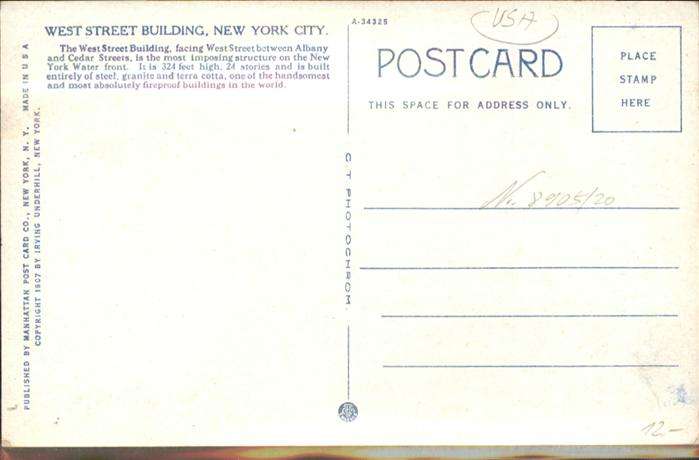 WEST STREET BUILDING, NEW YORK CITY.
The West Street Building, facing West Street between Albany
and Cedar Streets, is the most imposing structure on the New
York Water front. It is 324 feet high, 24 stories and is built
entirely of steel, granite and terra cotta, one of the handsomest
and most absolutely fireproof buildings in the world.
PUBLISHED BY MANHATTAN POST CARD CO., NEW YORK, N. Y. MADE IN U S A
COPYRIGHT 1907 BY IRVING UNDERHILL, NEW YORK.
A-34325
USA
POST CARD
THIS SPACE FOR ADDRESS ONLY.
PLACE
STAMP
HERE
C T PHOTOCHROM
Nr. 8905/20
12-